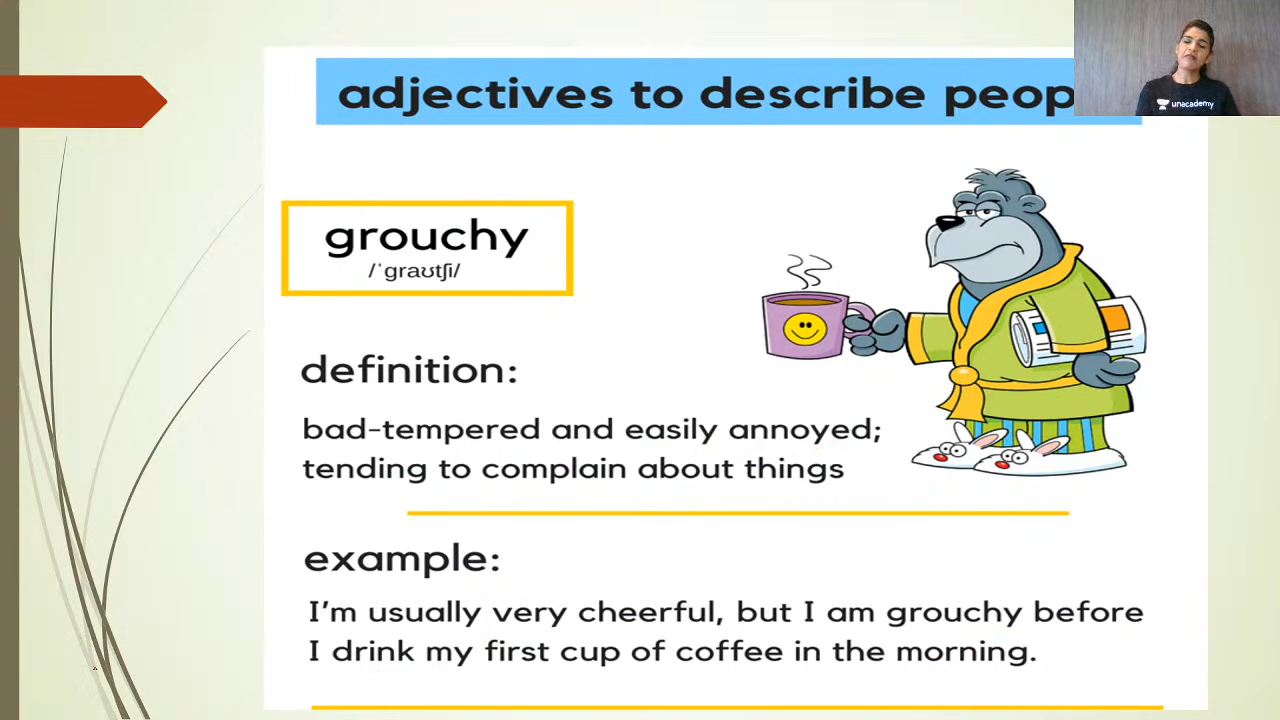 adjectives to describe peop
unacademy
grouchy
/ˈgraʊtʃi/
definition:
bad-tempered and easily annoyed;
tending to complain about things
example:
I’m usually very cheerful, but I am grouchy before
I drink my first cup of coffee in the morning.